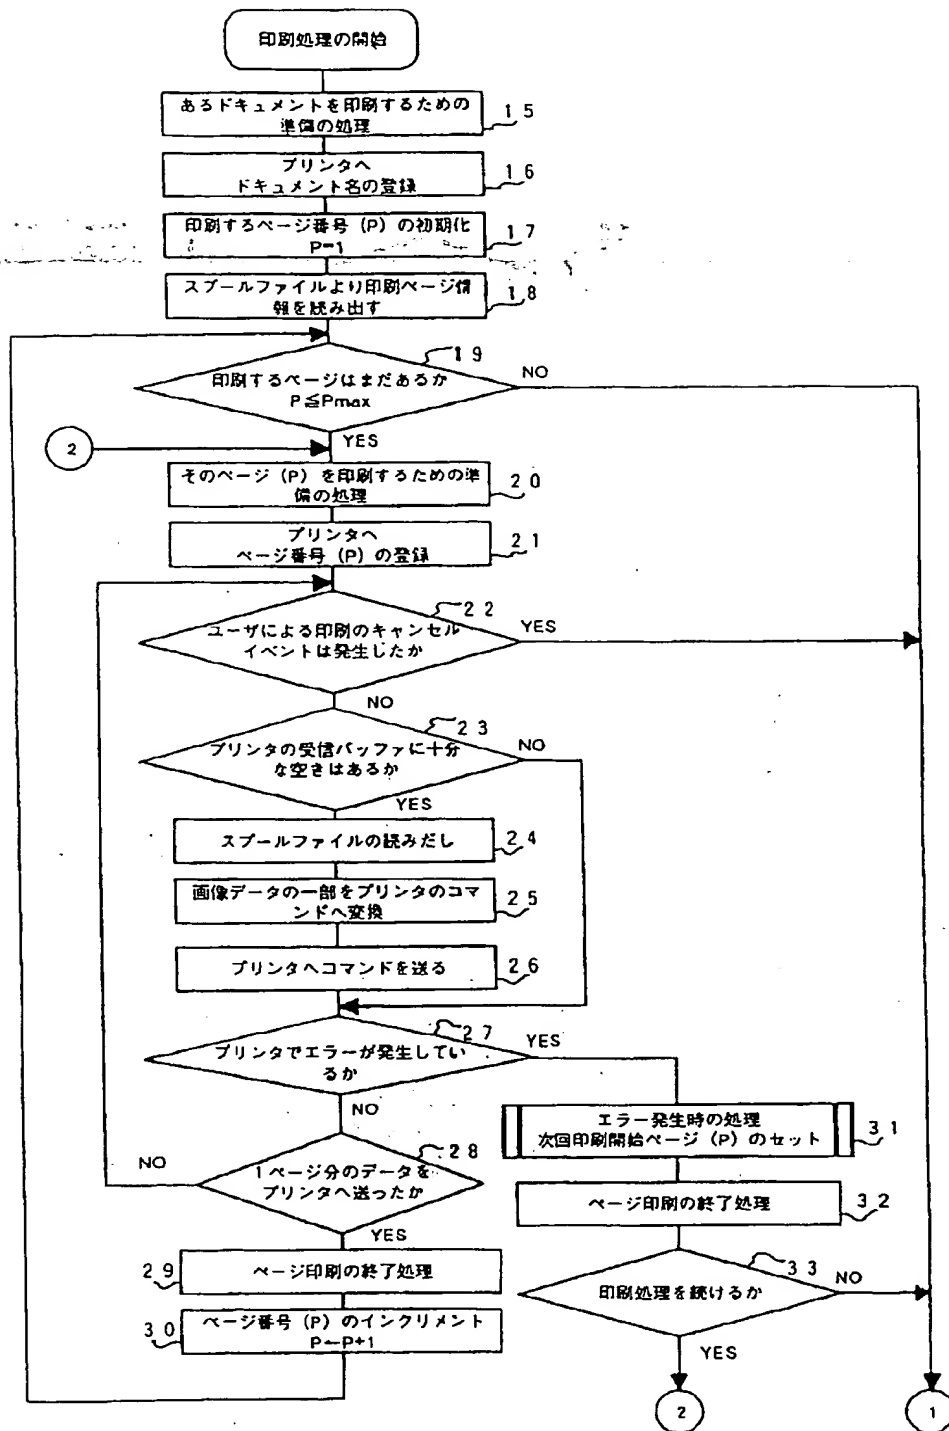 印刷処理の開始
あるドキュメントを印刷するための
準備の処理
15
プリンタへ
ドキュメント名の登録
16
印刷するページ番号(P)の初期化
P=1
17
スプールファイルより印刷ページ情
報を読み出す
18
19
印刷するページはまだあるか
P≦Pmax
NO
YES
2
そのページ(P)を印刷するための準
備の処理
20
プリンタへ
ページ番号(P)の登録
21
22
ユーザによる印刷のキャンセル
イベントは発生したか
YES
NO
23
プリンタの受信バッファに十分
な空きはあるか
NO
YES
スプールファイルの読みだし
24
画像データの一部をプリンタのコマ
ンドへ変換
25
プリンタへコマンドを送る
26
27
プリンタでエラーが発生してい
るか
YES
NO
エラー発生時の処理
次回印刷開始ページ(P)のセット
31
28
1ページ分のデータを
プリンタへ送ったか
NO
YES
ページ印刷の終了処理
32
29
ページ印刷の終了処理
33
印刷処理を続けるか
NO
YES
30
ページ番号(P)のインクリメント
P←P+1
2
1